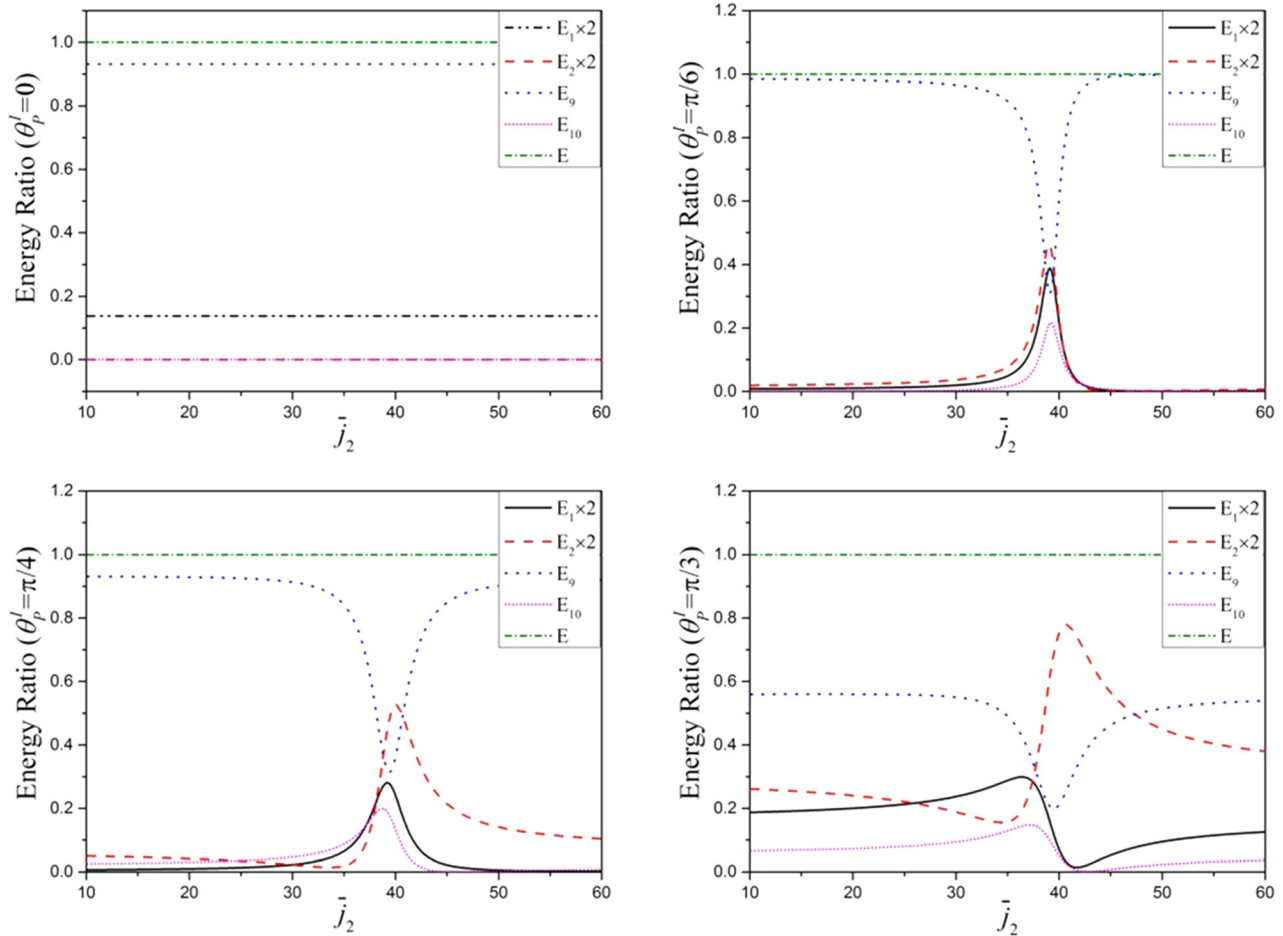 Energy Ratio (θ_P^I=0)
1.0
0.8
0.6
0.4
0.2
0.0
10 20 30 40 50 60
j̄₂
E₁×2
E₂×2
E₉
E₁₀
E
Energy Ratio (θ_P^I=π/6)
1.2
1.0
0.8
0.6
0.4
0.2
0.0
10 20 30 40 50 60
j̄₂
E₁×2
E₂×2
E₉
E₁₀
E
Energy Ratio (θ_P^I=π/4)
1.2
1.0
0.8
0.6
0.4
0.2
0.0
10 20 30 40 50 60
j̄₂
E₁×2
E₂×2
E₉
E₁₀
E
Energy Ratio (θ_P^I=π/3)
1.2
1.0
0.8
0.6
0.4
0.2
0.0
10 20 30 40 50 60
j̄₂
E₁×2
E₂×2
E₉
E₁₀
E